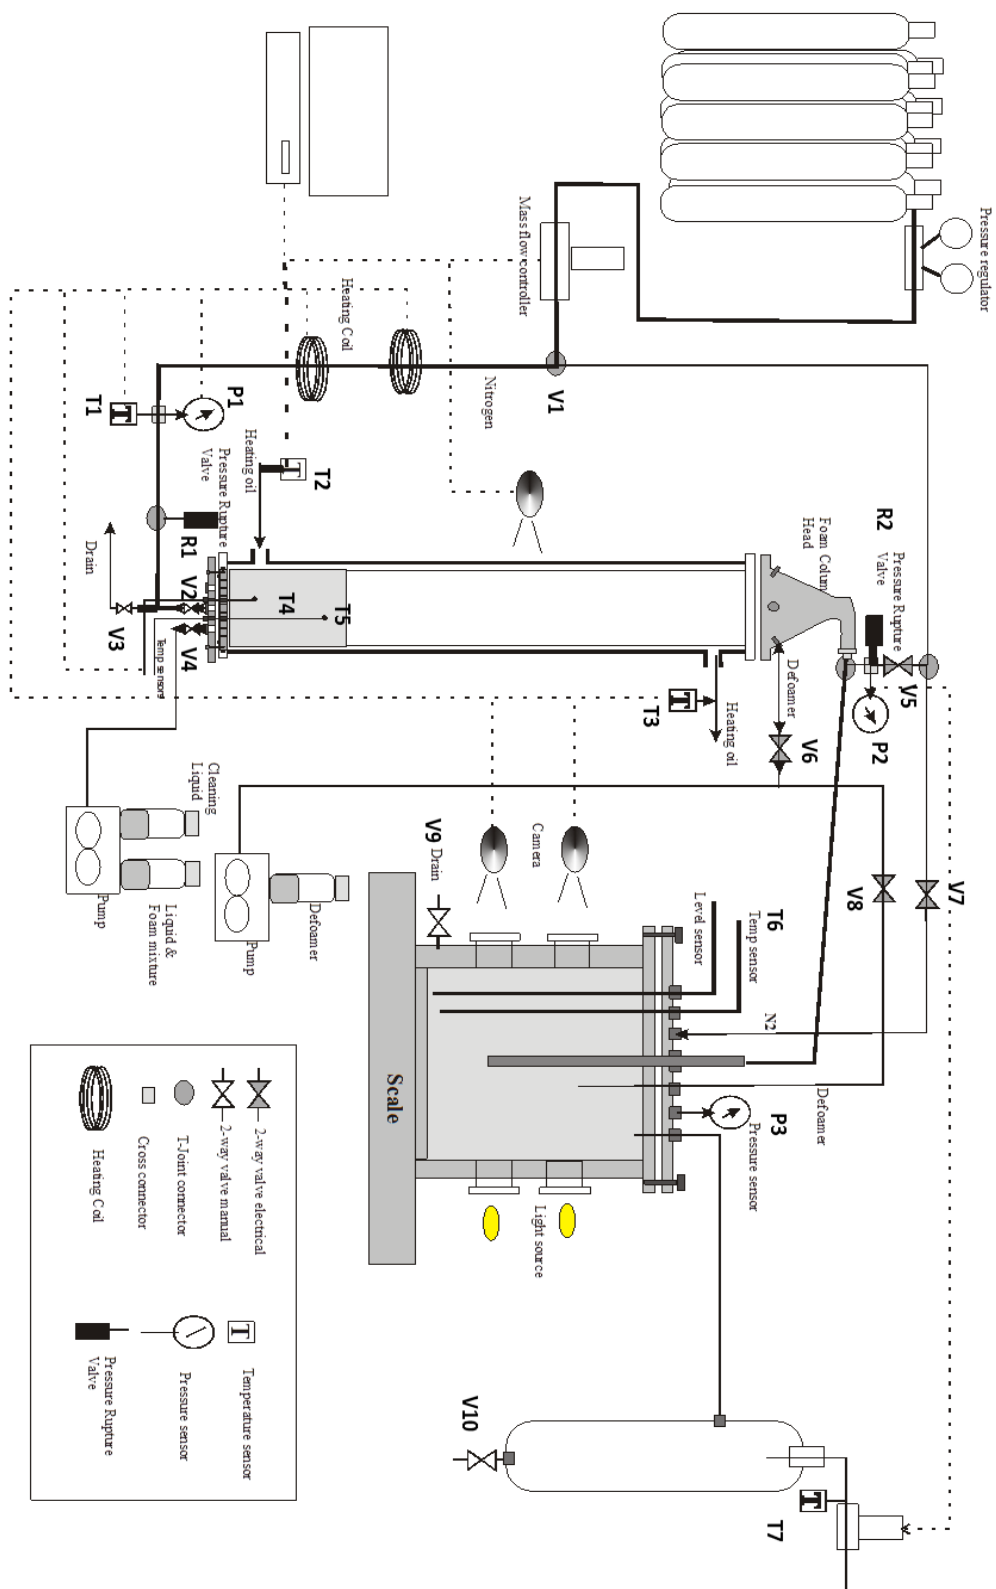 Pressure regulator
Mass flow controller
Heating Coil
Nitrogen
V1
P1
T1
T2
Heating oil
Pressure Rupture
Valve
R1
Drain
V2
V3
V4
T4
T5
Temp sensors
R2
Pressure Rupture
Valve
Foam Colum
Head
V5
P2
Defoamer
V6
T3
Heating oil
Cleaning
Liquid
Pump
Liquid &
Foam mixture
Defoamer
Pump
V9
Drain
Camera
V8
V7
Level sensor
T6
Temp sensor
N2
Defoamer
P3
Pressure sensor
Scale
Light source
V10
T
T7
2-way valve electrical
2-way valve manual
T-Joint connector
Cross connector
Heating Coil
T
Temperature sensor
Pressure sensor
Pressure Rupture
Valve
T
T
T